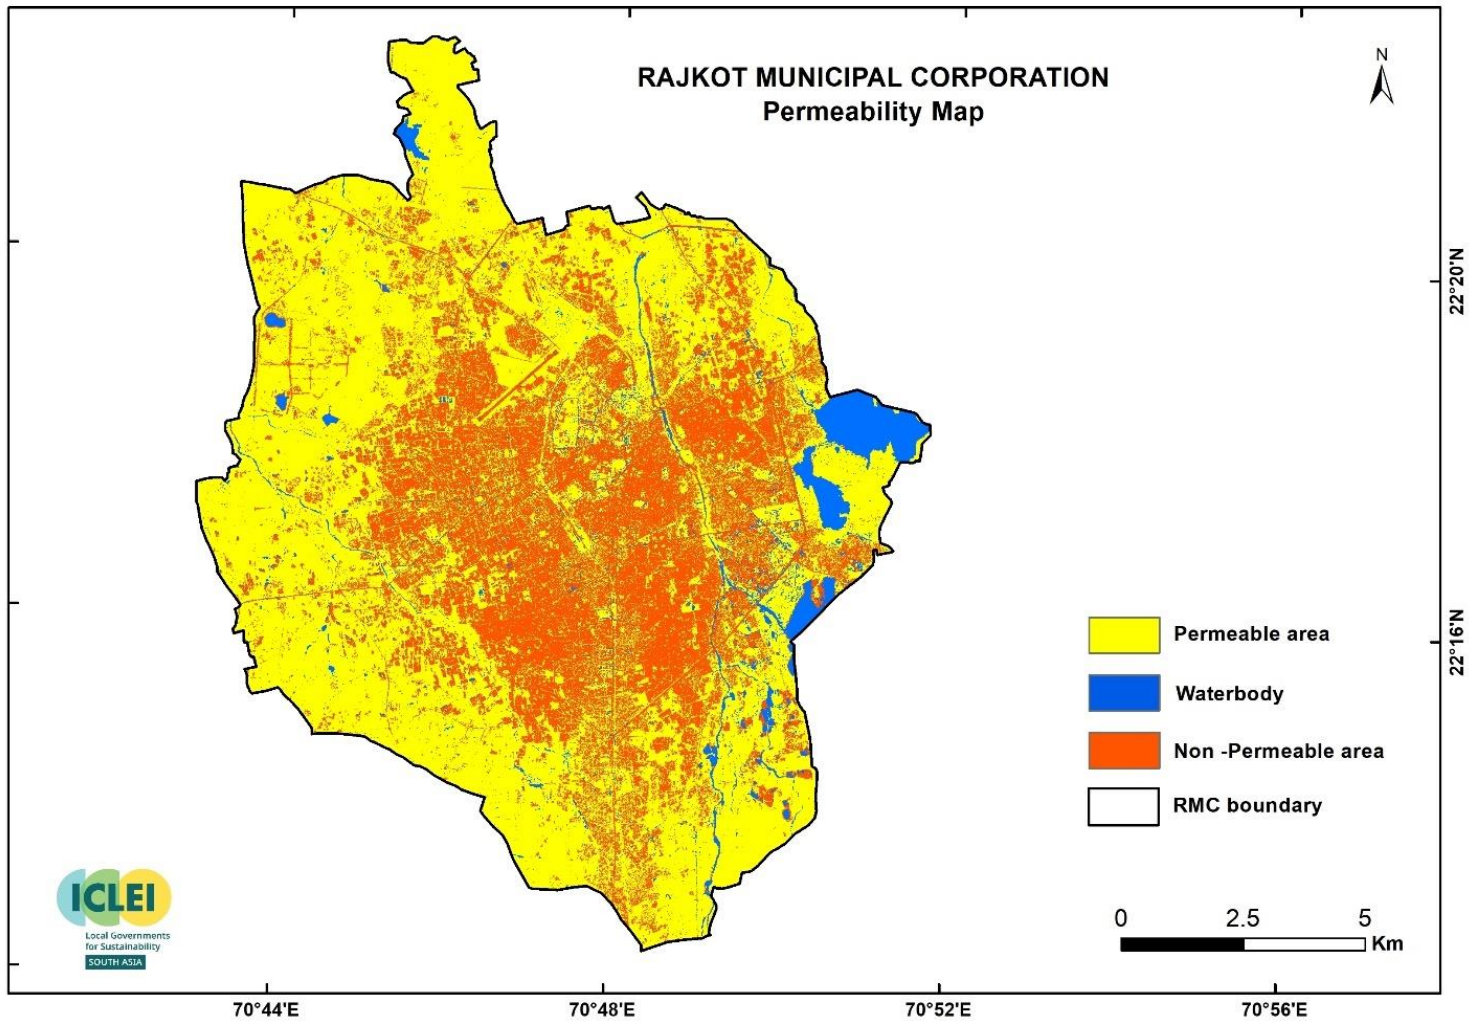 RAJKOT MUNICIPAL CORPORATION
Permeability Map
N
22°20'N
22°16'N
Permeable area
Waterbody
Non -Permeable area
RMC boundary
ICLEI
Local Governments
for Sustainability
SOUTH ASIA
0 2.5 5
Km
70°44'E 70°48'E 70°52'E 70°56'E